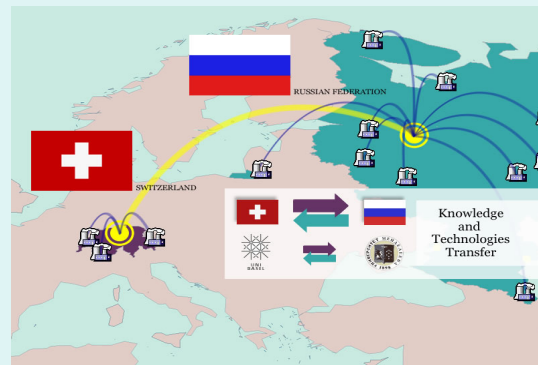 RUSSIAN FEDERATION
SWITZERLAND
Knowledge
and
Technologies
Transfer
UNI
BASEL